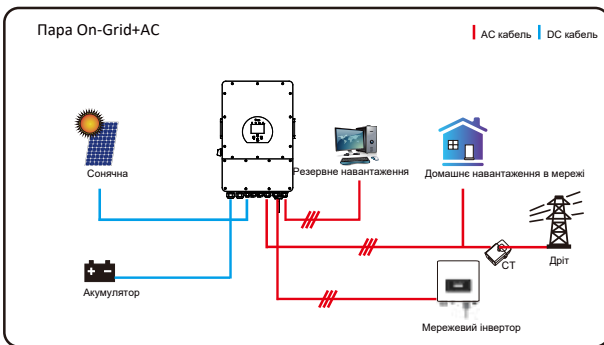 Пара On-Grid+AC
AC кабель
DC кабель
Сонячна
Резервне навантаження
Домашнє навантаження в мережі
CT
Дріт
Акумулятор
Мережевий інвертор